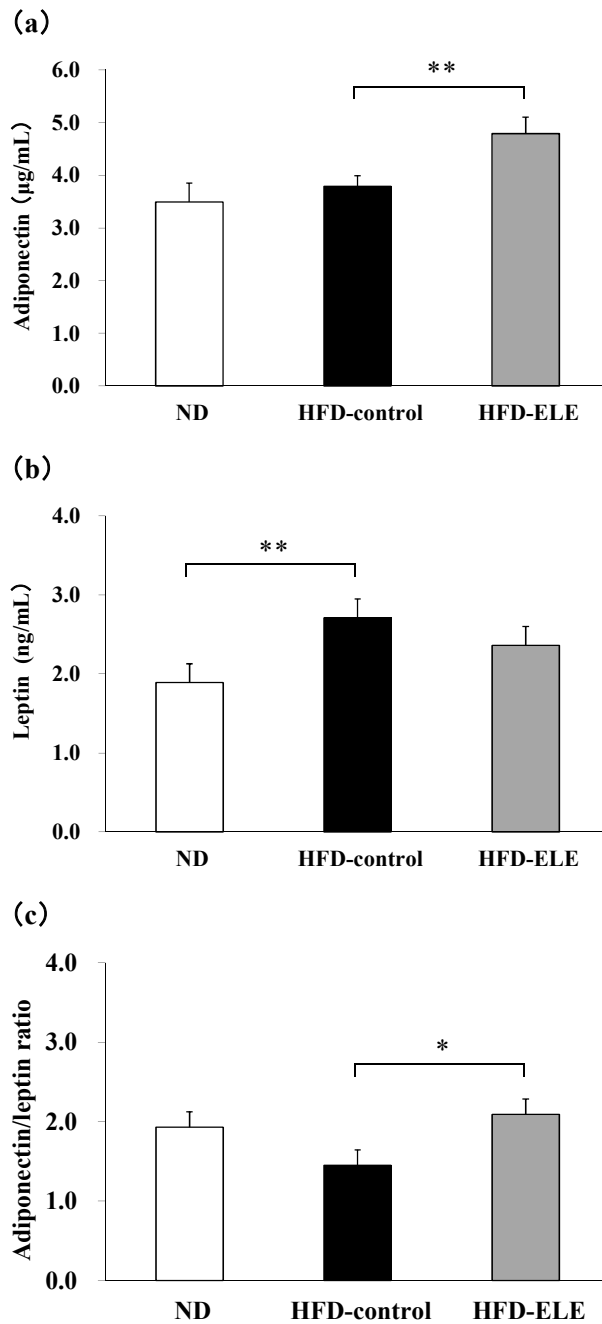 (a)
6.0
5.0
4.0
3.0
2.0
1.0
0.0
Adiponectin (μg/mL)
**
ND HFD-control HFD-ELE
(b)
4.0
3.0
2.0
1.0
0.0
Leptin (ng/mL)
**
ND HFD-control HFD-ELE
(c)
4.0
3.0
2.0
1.0
0.0
Adiponectin/leptin ratio
*
ND HFD-control HFD-ELE